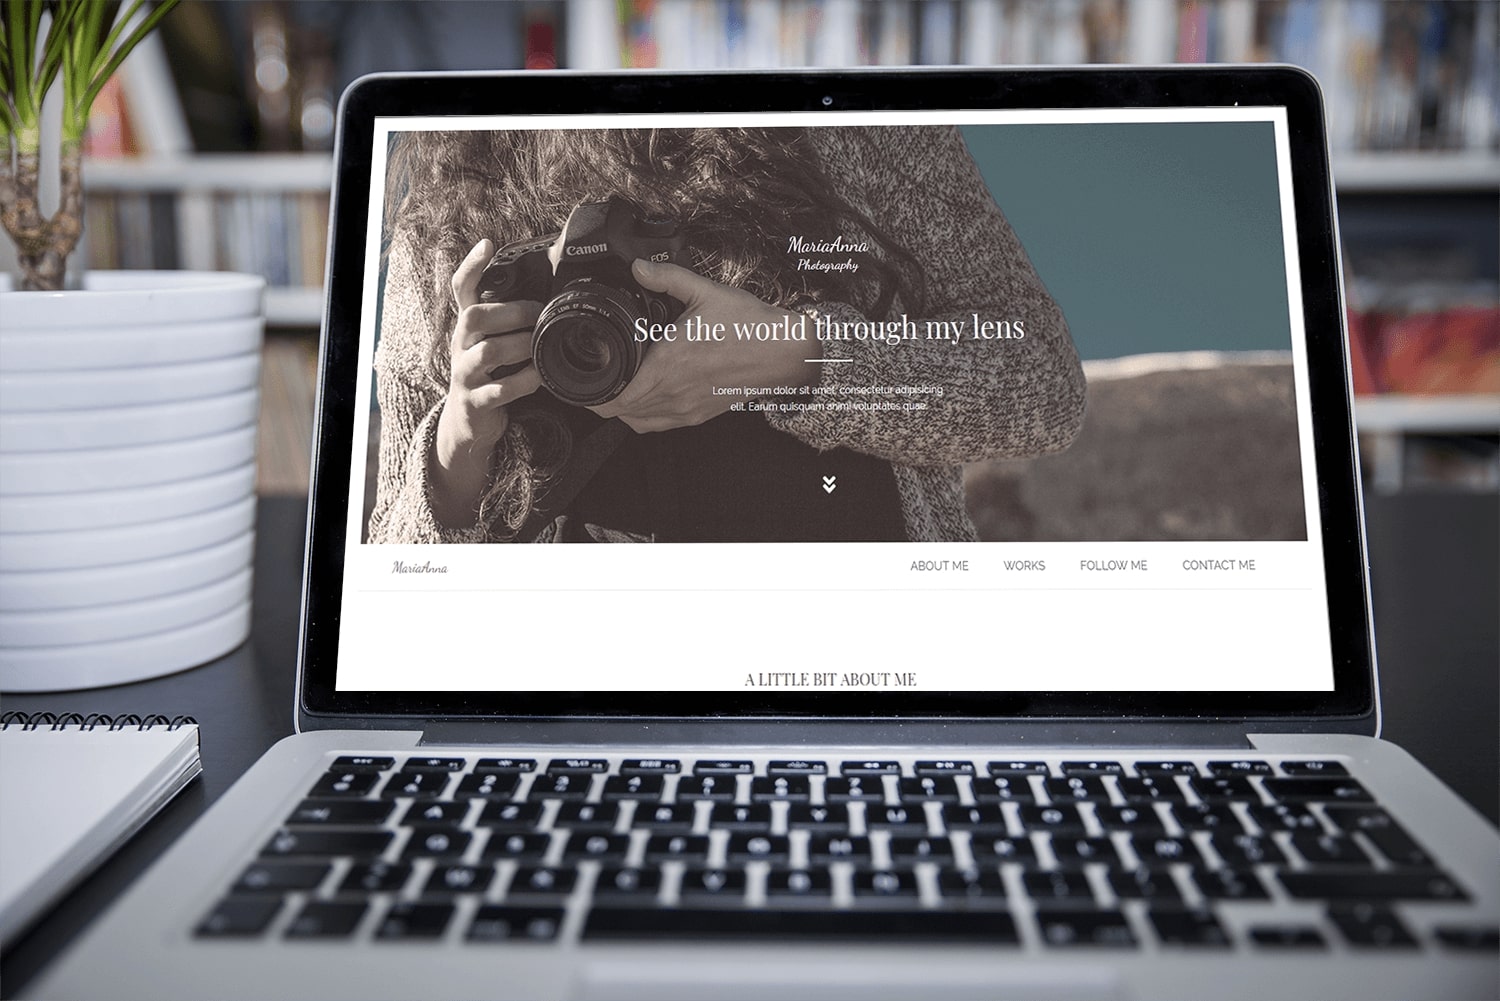 Canon
EOS
MariaAnna
Photography
See the world through my lens
Lorem ipsum dolor sit amet, consectetur adipisicing
elit. Earum quisquam animi voluptates quae.
MariaAnna
ABOUT ME
WORKS
FOLLOW ME
CONTACT ME
A LITTLE BIT ABOUT ME